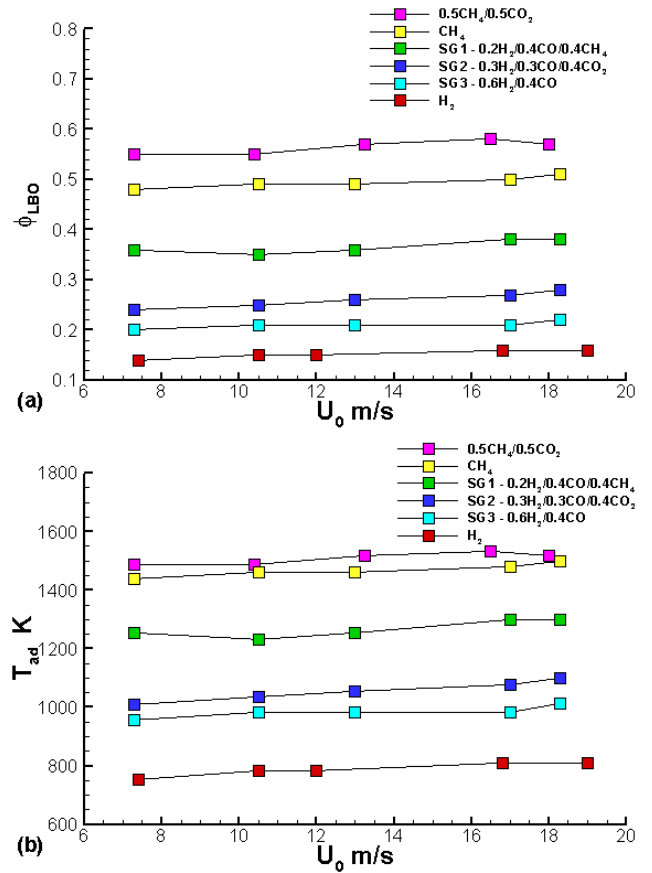 0.5CH₄/0.5CO₂
CH₄
SG1 - 0.2H₂/0.4CO/0.4CH₄
SG2 - 0.3H₂/0.3CO/0.4CO₂
SG3 - 0.6H₂/0.4CO
H₂
0.8
0.7
0.6
0.5
0.4
0.3
0.2
0.1
ϕLBO
6 8 10 12 14 16 18 20
(a)
U₀ m/s
0.5CH₄/0.5CO₂
CH₄
SG1 - 0.2H₂/0.4CO/0.4CH₄
SG2 - 0.3H₂/0.3CO/0.4CO₂
SG3 - 0.6H₂/0.4CO
H₂
1800
1600
1400
1200
1000
800
600
Tad K
6 8 10 12 14 16 18 20
(b)
U₀ m/s